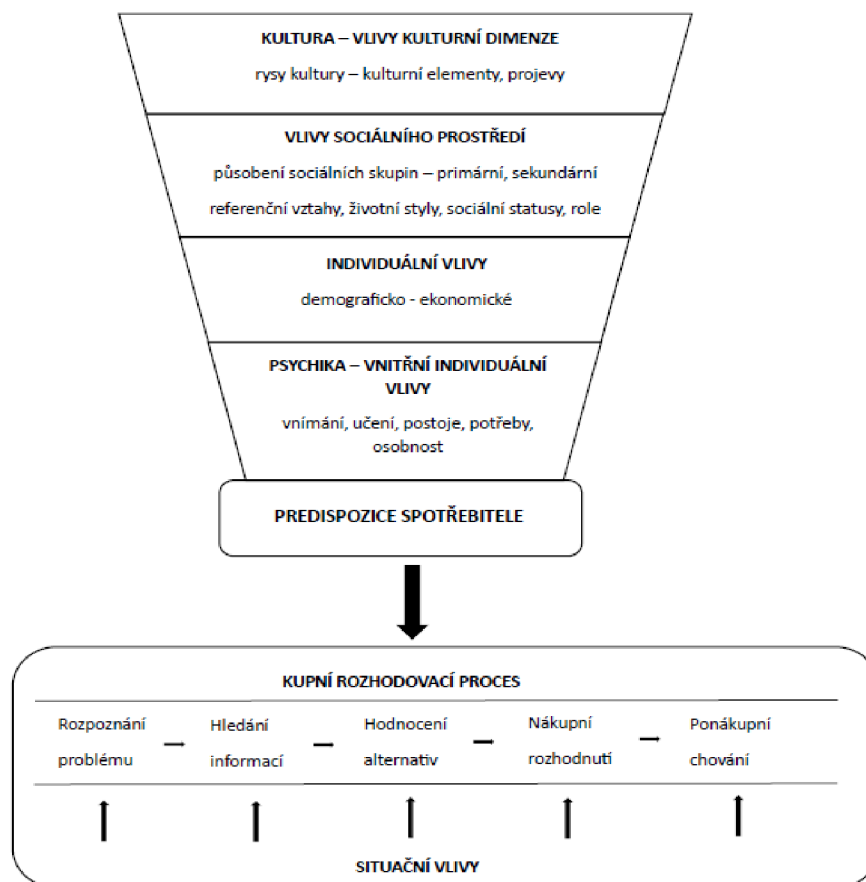 KULTURA – VLIVY KULTURNÍ DIMENZE
rysy kultury – kulturní elementy, projevy
VLIVY SOCIÁLNÍHO PROSTŘEDÍ
působení sociálních skupin – primární, sekundární
referenční vztahy, životní styly, sociální statusy, role
INDIVIDUÁLNÍ VLIVY
demograficko - ekonomické
PSYCHIKA – VNITŘNÍ INDIVIDUÁLNÍ
VLIVY
vnímání, učení, postoje, potřeby,
osobnost
PREDISPOZICE SPOTŘEBITELE
KUPNÍ ROZHODOVACÍ PROCES
Rozpoznání
problému
Hledání
informací
Hodnocení
alternativ
Nákupní
rozhodnutí
Ponákupní
chování
SITUAČNÍ VLIVY